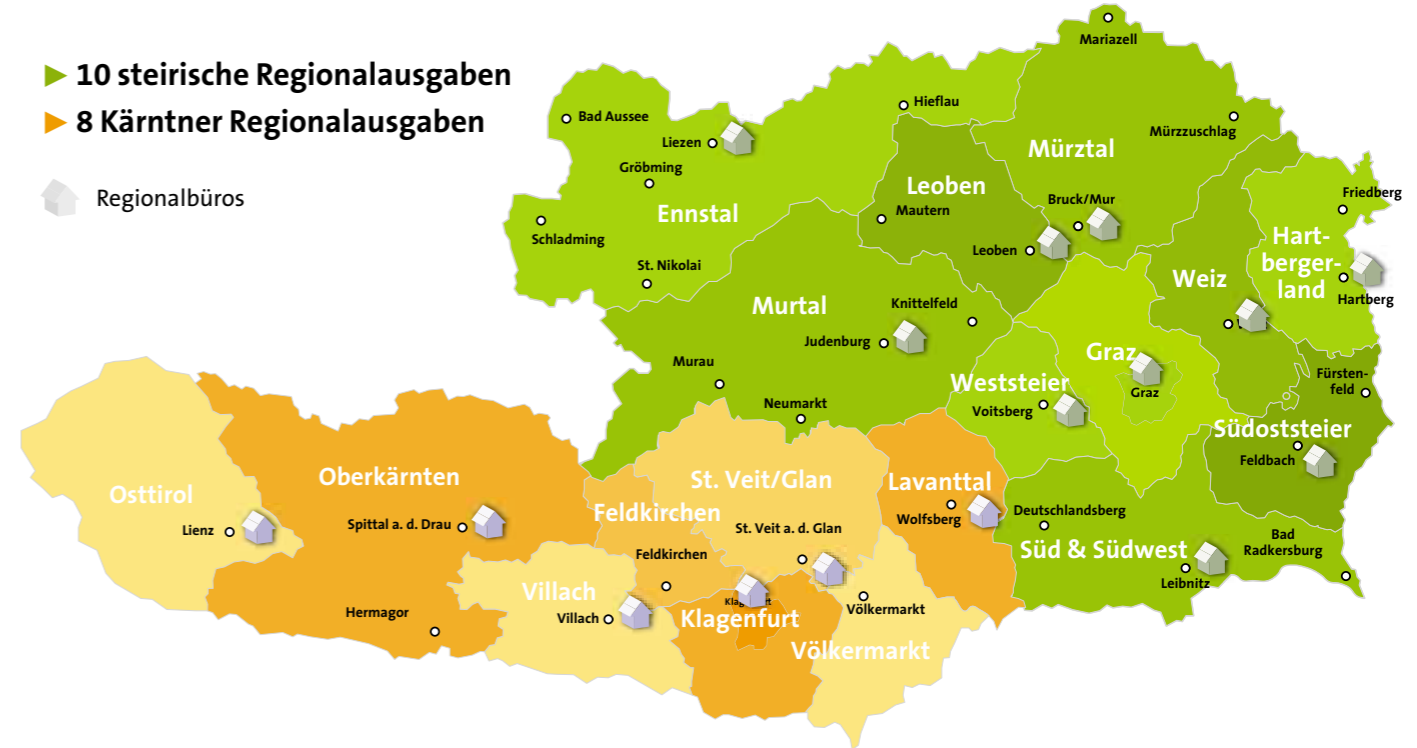 10 steirische Regionalausgaben
8 Kärntner Regionalausgaben
Regionalbüros
Mariazell
Hieflau
Bad Aussee
Liezen
Mürzzuschlag
Mürztal
Gröbming
Leoben
Friedberg
Ennstal
Mautern
Bruck/Mur
Schladming
Leoben
Hart-
berger-
land
St. Nikolai
Weiz
Hartberg
Murtal
Knittelfeld
Judenburg
Graz
Murau
Weststeier
Graz
Fürsten-
feld
Neumarkt
Voitsberg
Südoststeier
Feldbach
Oberkärnten
St. Veit/Glan
Lavanttal
Osttirol
Feldkirchen
Deutschlandsberg
Lienz
Spittal a. d. Drau
St. Veit a. d. Glan
Wolfsberg
Süd & Südwest
Bad
Radkersburg
Feldkirchen
Leibnitz
Villach
Hermagor
Villach
Klagenfurt
Völkermarkt
Völkermarkt